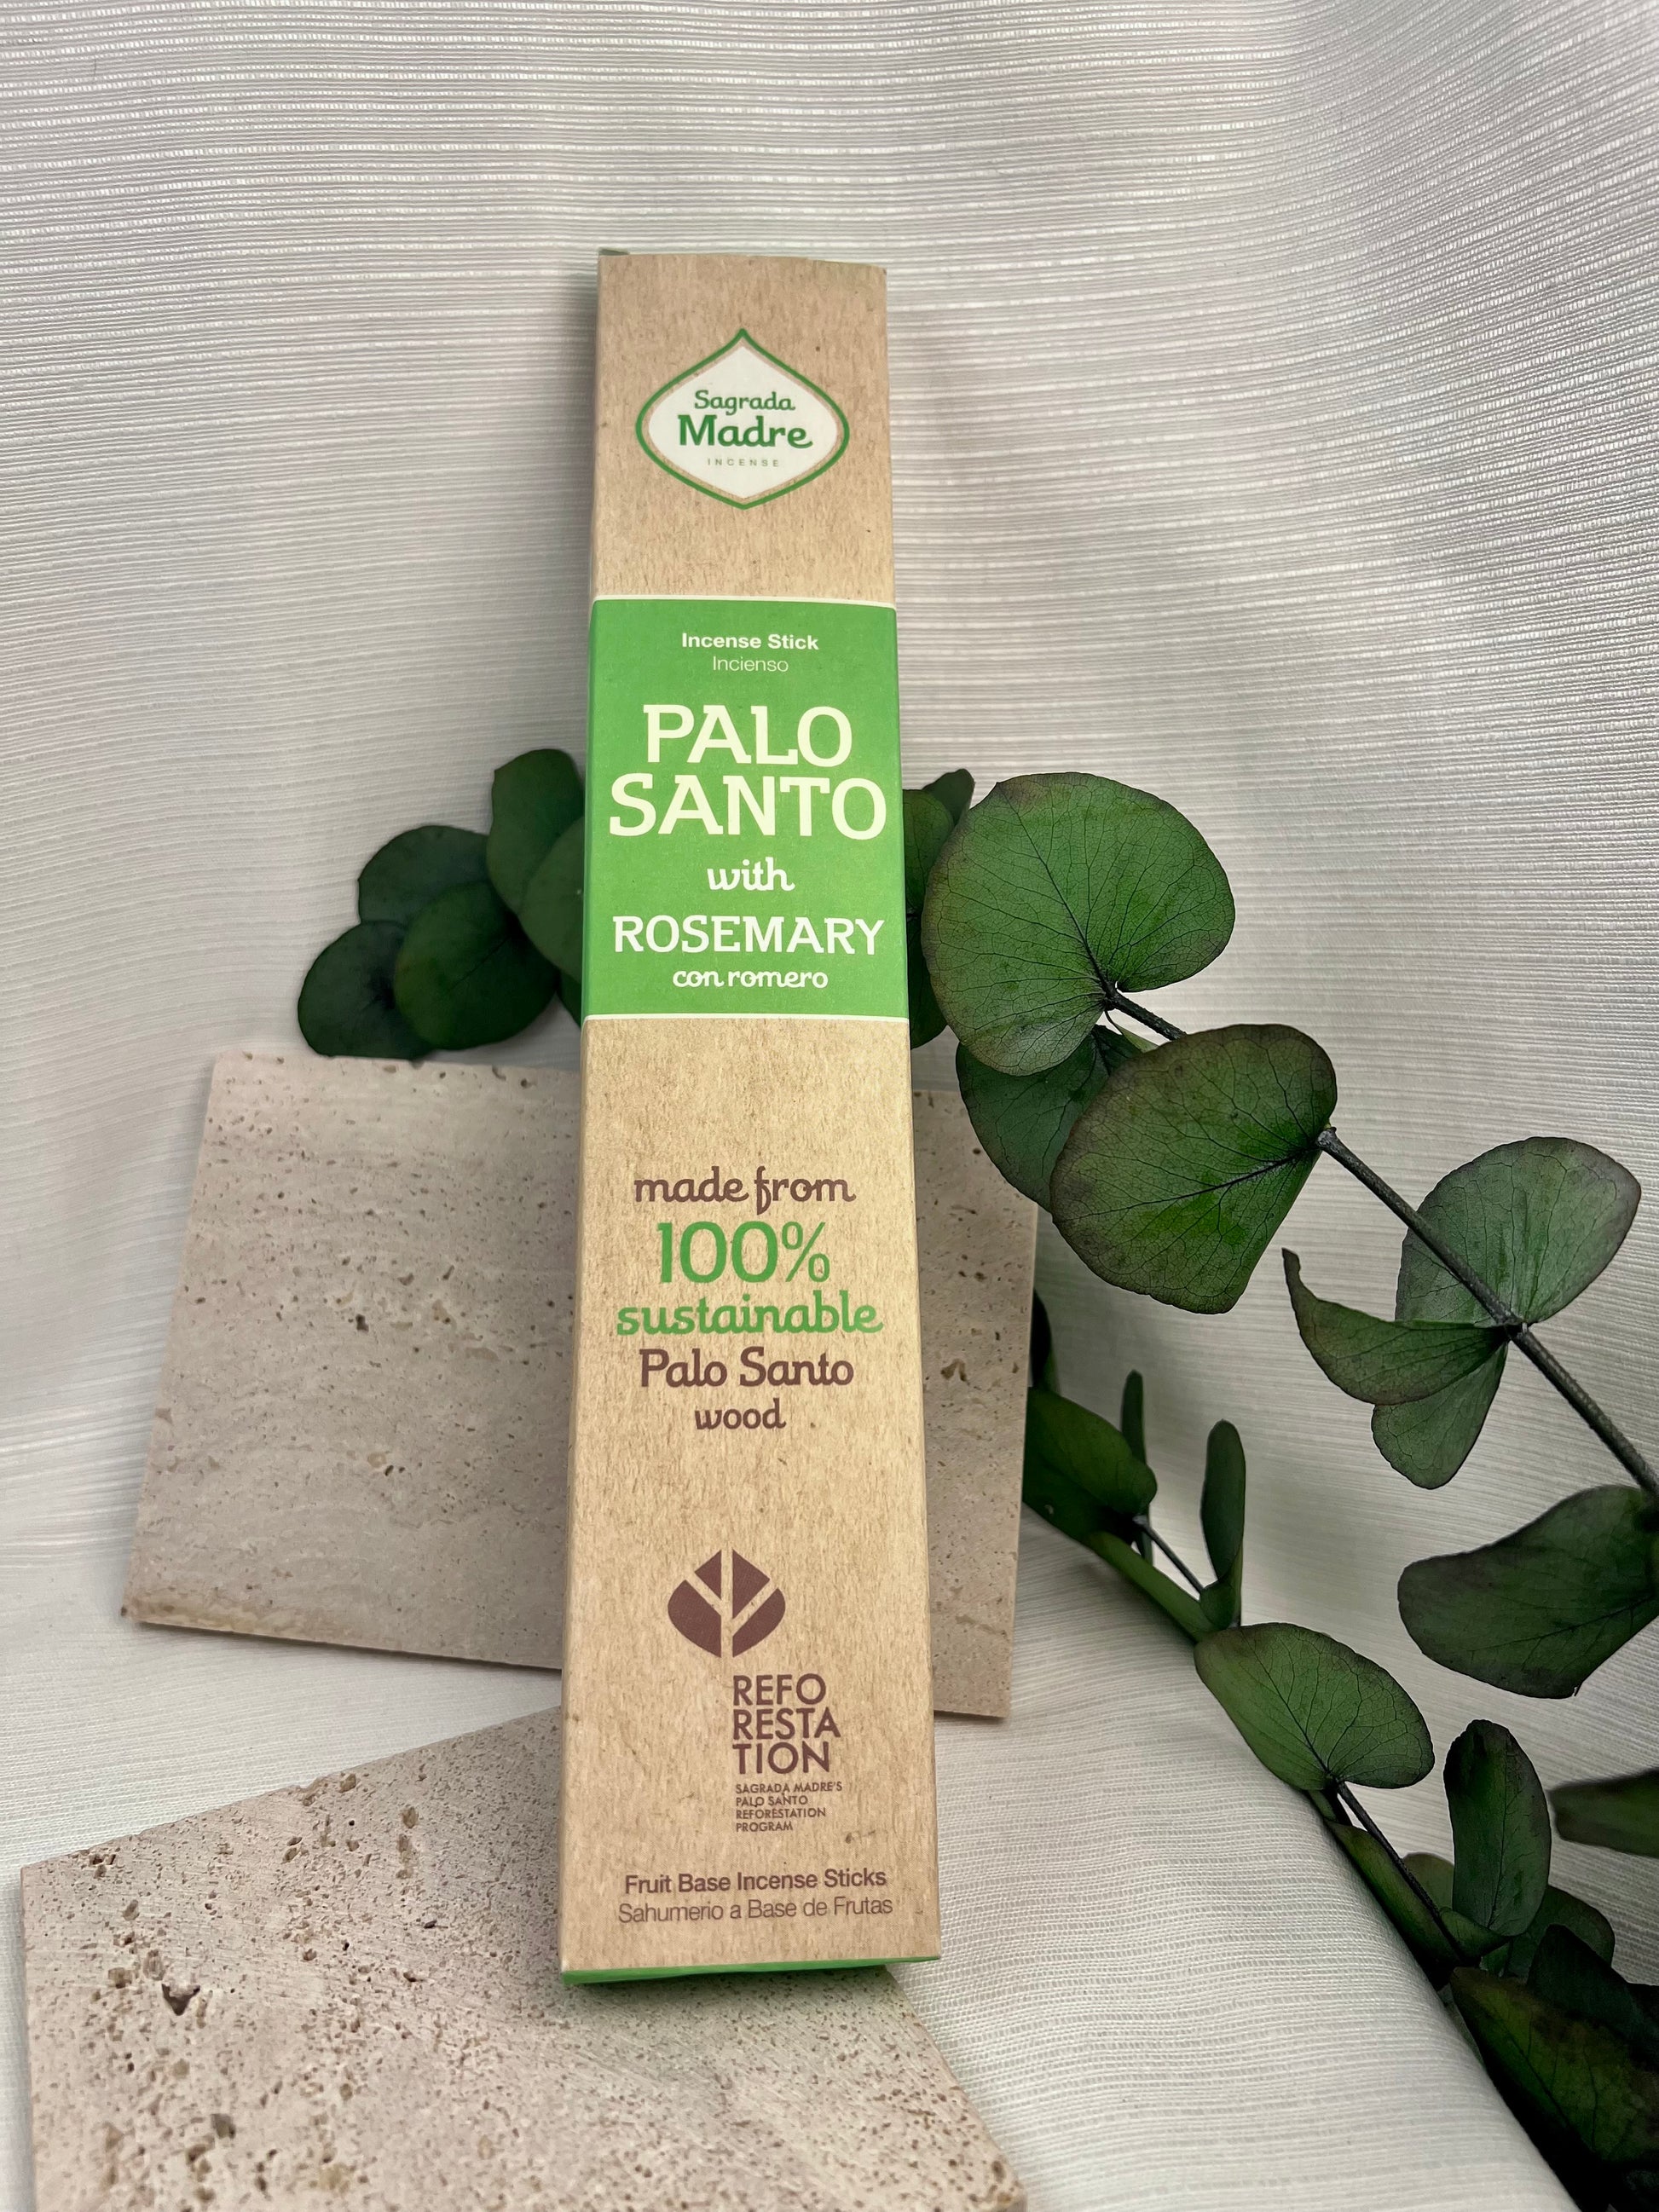 Sagrada
Madre
INCENSE
Incense Stick
Incienso
PALO
SANTO
with
ROSEMARY
con romero
made from
100%
sustainable
Palo Santo
wood
REFO
RESTA
TION
SAGRADA MADRE'S
PALO SANTO
REFORESTATION
PROGRAM
Fruit Base Incense Sticks
Sahumerio a Base de Frutas